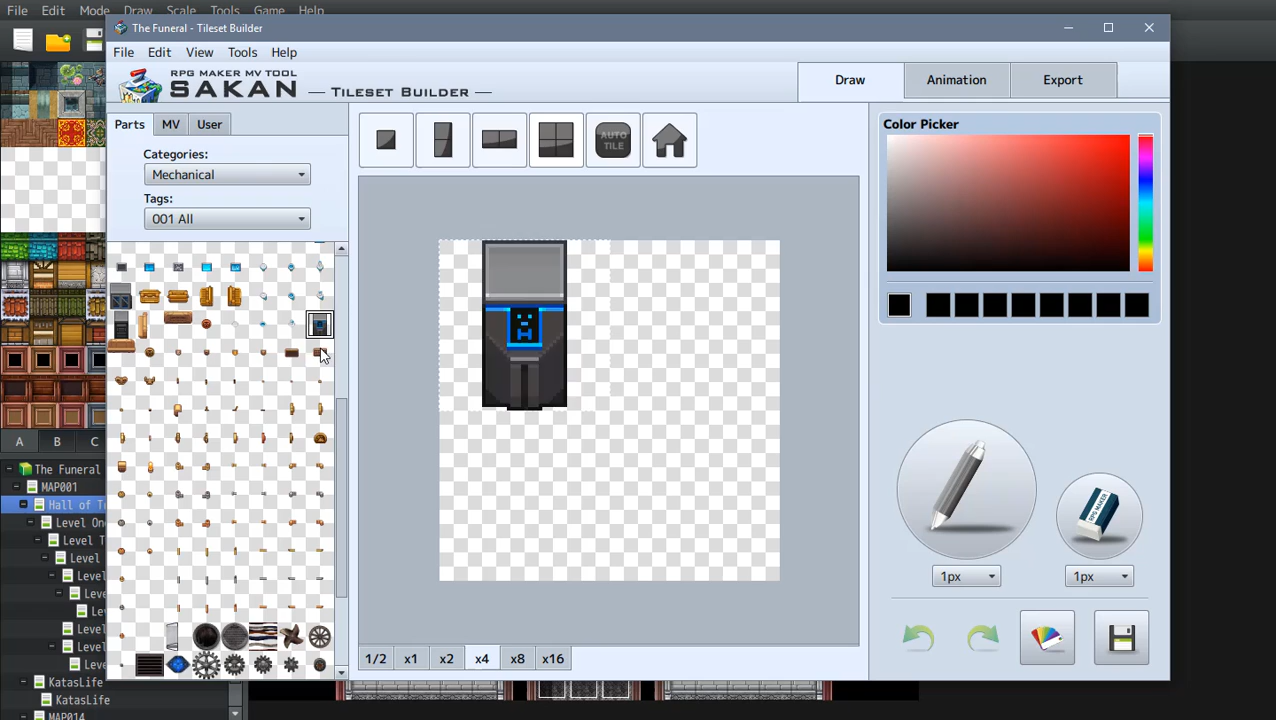 File Edit Mode Draw Scale Tools Game Help
The Funeral - Tileset Builder
File Edit View Tools Help
RPG MAKER MV TOOL
SAKAN — TILESET BUILDER —
Draw Animation Export
Parts MV User
Categories:
Mechanical
Tags:
001 All
AUTO
TILE
Color Picker
RPG MAKER
1px 1px
1/2 x1 x2 x4 x8 x16
A B C
The Funeral
MAP001
Hall of
Level One
Level
Level
Level
Level
Level
Level
Level
KatasLife
KatasLife
MAP014